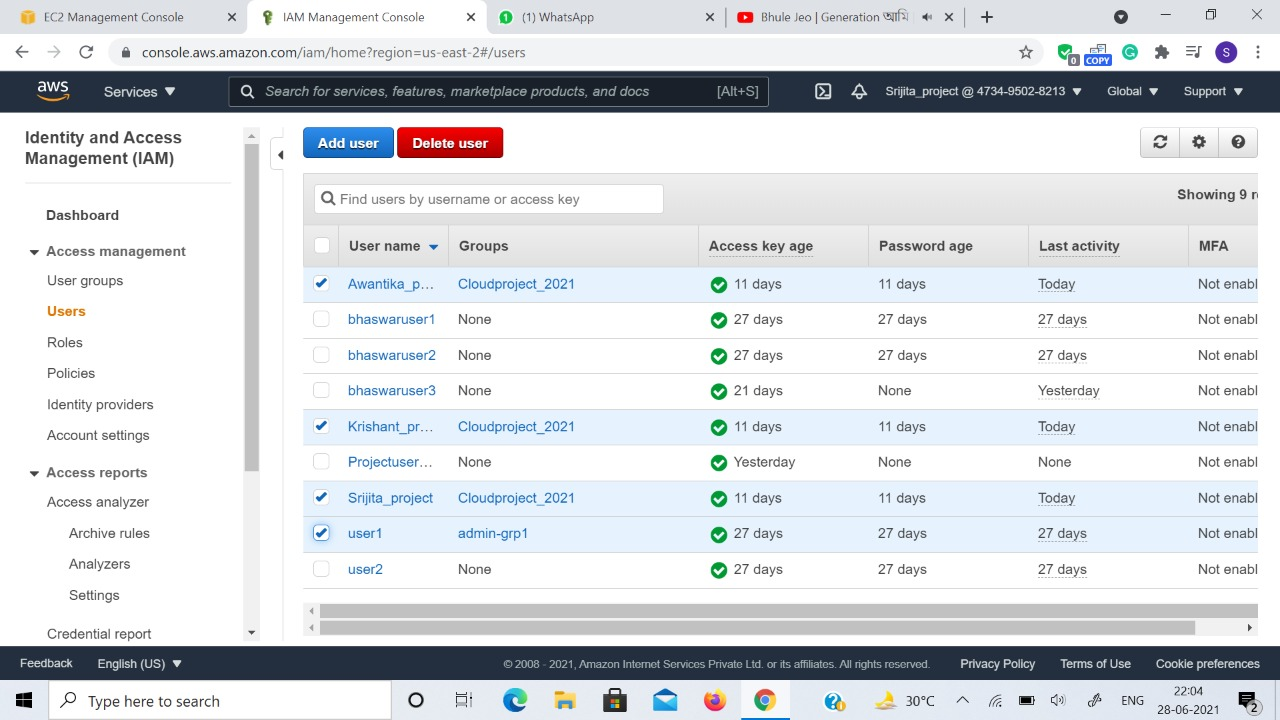 EC2 Management Console
IAM Management Console
(1) WhatsApp
Bhule Jeo | Generation আমি
console.aws.amazon.com/iam/home?region=us-east-2#/users
0
COPY
S
aws
Services
Search for services, features, marketplace products, and docs
[Alt+S]
Srijita_project @ 4734-9502-8213
Global
Support
Identity and Access
Management (IAM)
Dashboard
Access management
User groups
Users
Roles
Policies
Identity providers
Account settings
Access reports
Access analyzer
Archive rules
Analyzers
Settings
Credential report
Add user
Delete user
Find users by username or access key
Showing 9 re
User name Groups Access key age Password age Last activity MFA
Awantika_p... Cloudproject_2021 11 days 11 days Today Not enabl
bhaswaruser1 None 27 days 27 days 27 days Not enabl
bhaswaruser2 None 27 days 27 days 27 days Not enabl
bhaswaruser3 None 21 days None Yesterday Not enabl
Krishant_pr... Cloudproject_2021 11 days 11 days Today Not enabl
Projectuser... None Yesterday None None Not enabl
Srijita_project Cloudproject_2021 11 days 11 days Today Not enabl
user1 admin-grp1 27 days 27 days 27 days Not enabl
user2 None 27 days 27 days 27 days Not enabl
Feedback English (US) © 2008 - 2021, Amazon Internet Services Private Ltd. or its affiliates. All rights reserved. Privacy Policy Terms of Use Cookie preferences
Type here to search
30°C
ENG
22:04
28-06-2021
2